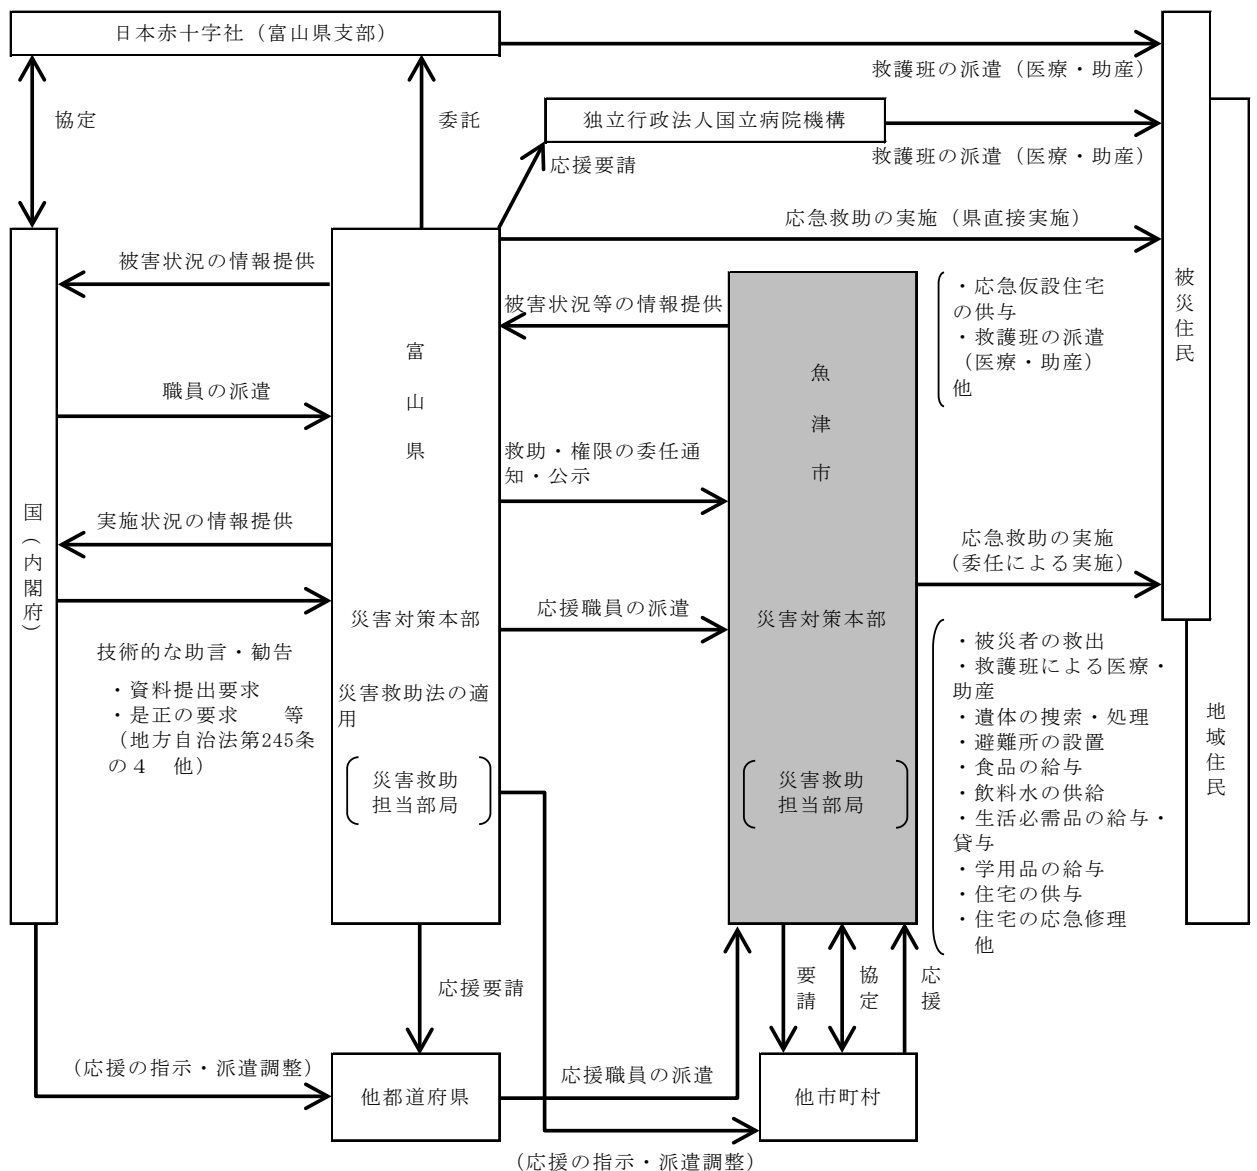 日本赤十字社（富山県支部）
救護班の派遣（医療・助産）
協定
委託
独立行政法人国立病院機構
応援要請
救護班の派遣（医療・助産）
応急救助の実施（県直接実施）
被害状況の情報提供
被害状況等の情報提供
・応急仮設住宅
の供与
・救護班の派遣
（医療・助産）
他
被災住民
富山県
魚津市
職員の派遣
救助・権限の委任通
知・公示
国（内閣府）
実施状況の情報提供
応急救助の実施
（委任による実施）
応援職員の派遣
災害対策本部
災害対策本部
技術的な助言・勧告
・資料提出要求
・是正の要求　等
（地方自治法第245条
の４　他）
災害救助法の適
用
災害救助
担当部局
災害救助
担当部局
・被災者の救出
・救護班による医療・
助産
・遺体の捜索・処理
・避難所の設置
・食品の給与
・飲料水の供給
・生活必需品の給与・
貸与
・学用品の給与
・住宅の供与
・住宅の応急修理
他
地域住民
応援要請
要請
協定
応援
（応援の指示・派遣調整）
他都道府県
応援職員の派遣
他市町村
（応援の指示・派遣調整）